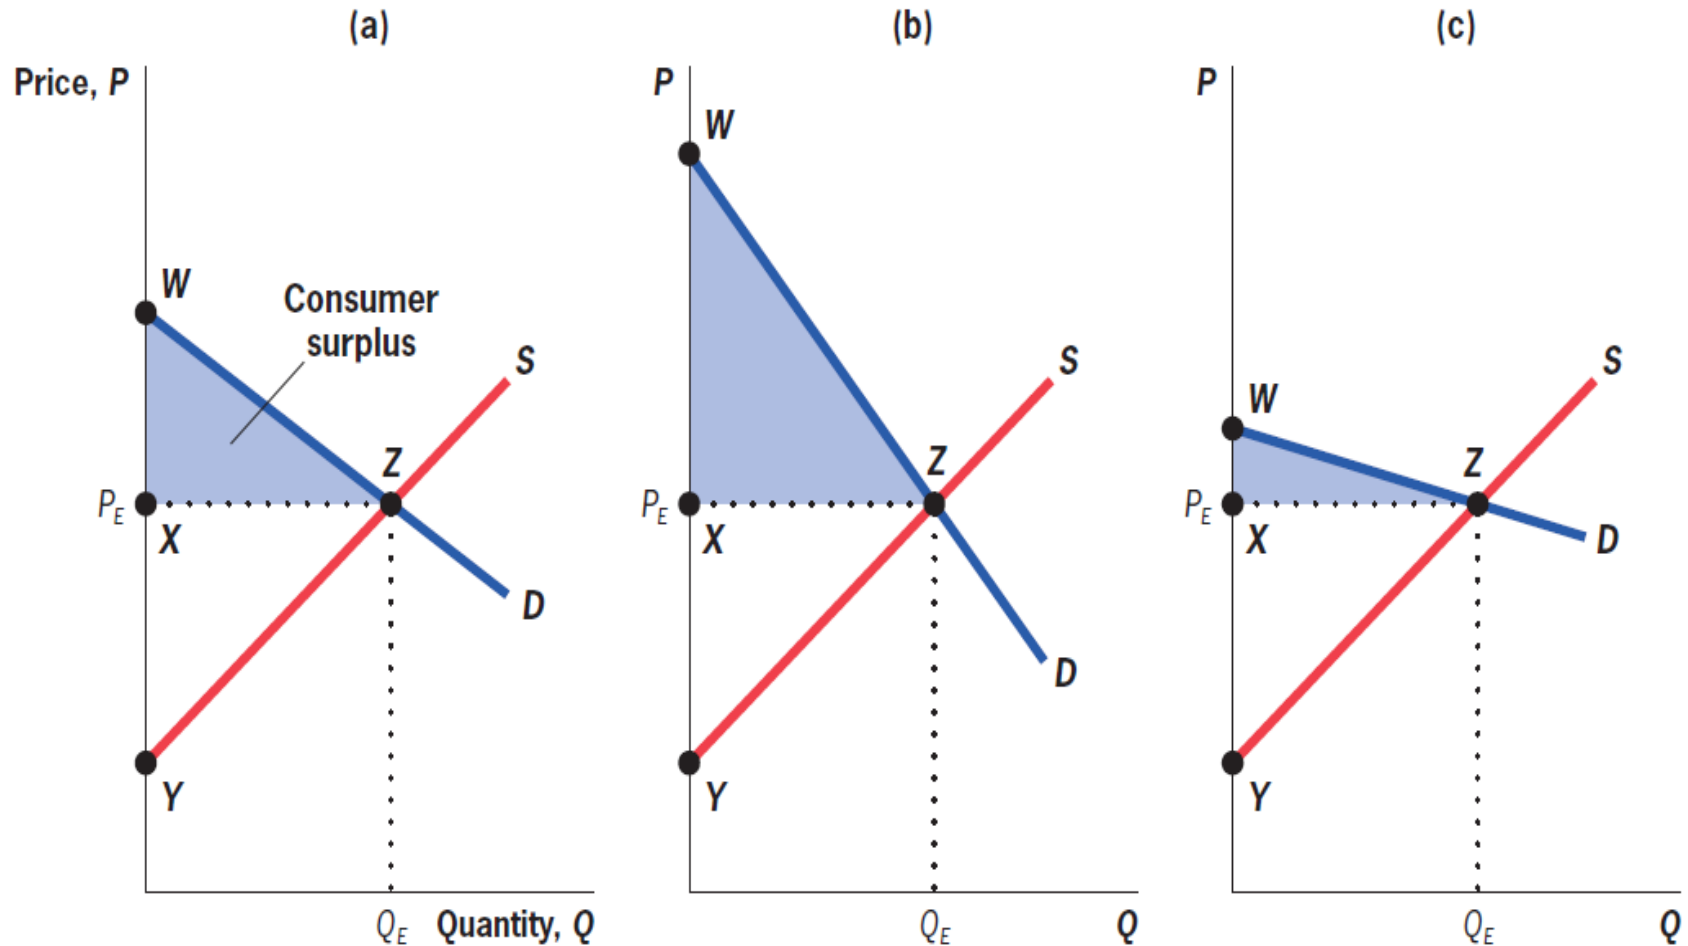 (a)
Price, P
W
Consumer
surplus
S
Z
P_E
X
D
Y
Q_E
Quantity, Q
(b)
P
W
S
Z
P_E
X
D
Y
Q_E
Q
(c)
P
W
S
Z
P_E
X
D
Y
Q_E
Q